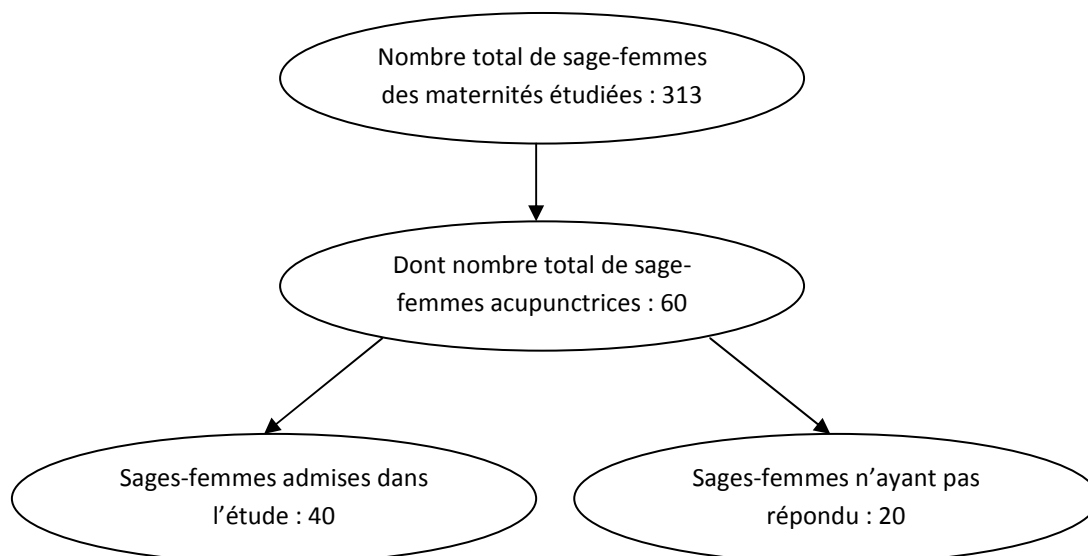 Nombre total de sage-femmes
des maternités étudiées : 313
Dont nombre total de sage-
femmes acupunctrices : 60
Sages-femmes admises dans
l’étude : 40
Sages-femmes n’ayant pas
répondu : 20